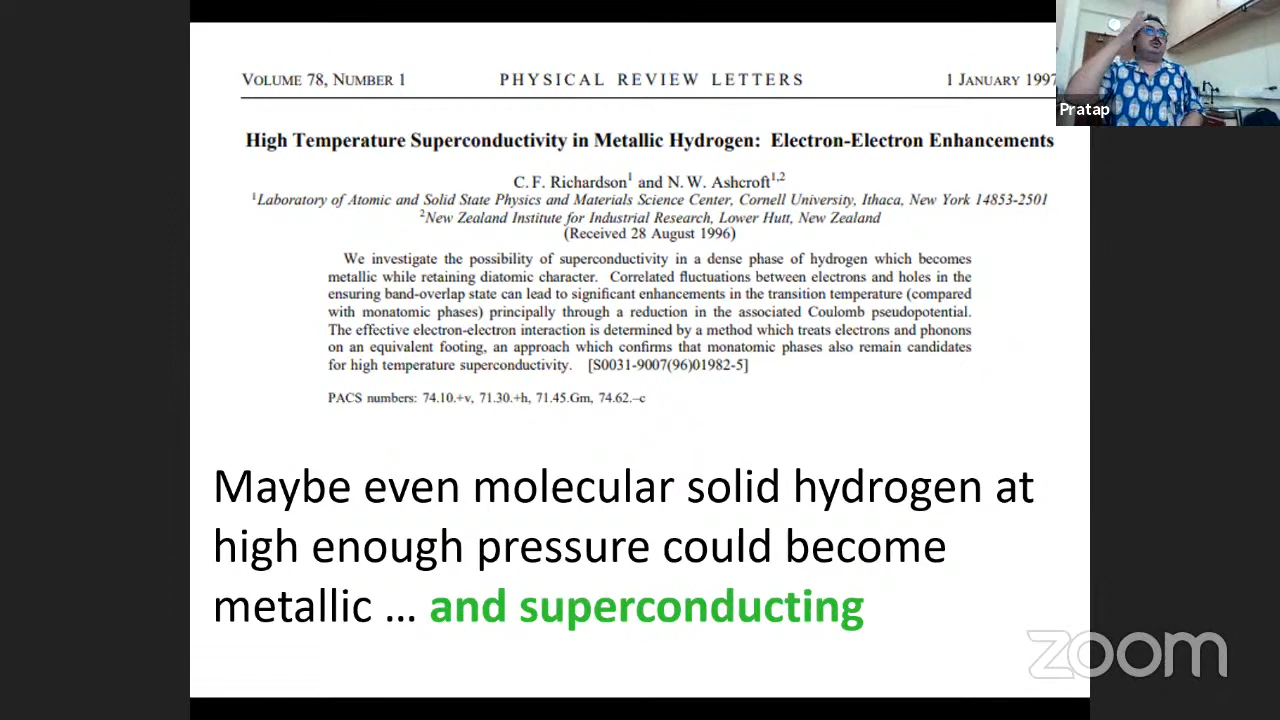 VOLUME 78, NUMBER 1 PHYSICAL REVIEW LETTERS 1 JANUARY 1997
Pratap
High Temperature Superconductivity in Metallic Hydrogen: Electron-Electron Enhancements
C. F. Richardson1 and N. W. Ashcroft1,2
1Laboratory of Atomic and Solid State Physics and Materials Science Center, Cornell University, Ithaca, New York 14853-2501
2New Zealand Institute for Industrial Research, Lower Hutt, New Zealand
(Received 28 August 1996)
We investigate the possibility of superconductivity in a dense phase of hydrogen which becomes
metallic while retaining diatomic character. Correlated fluctuations between electrons and holes in the
ensuring band-overlap state can lead to significant enhancements in the transition temperature (compared
with monatomic phases) principally through a reduction in the associated Coulomb pseudopotential.
The effective electron-electron interaction is determined by a method which treats electrons and phonons
on an equivalent footing, an approach which confirms that monatomic phases also remain candidates
for high temperature superconductivity. [S0031-9007(96)01982-5]
PACS numbers: 74.10.+v, 71.30.+h, 71.45.Gm, 74.62.–c
Maybe even molecular solid hydrogen at
high enough pressure could become
metallic … and superconducting
zoom